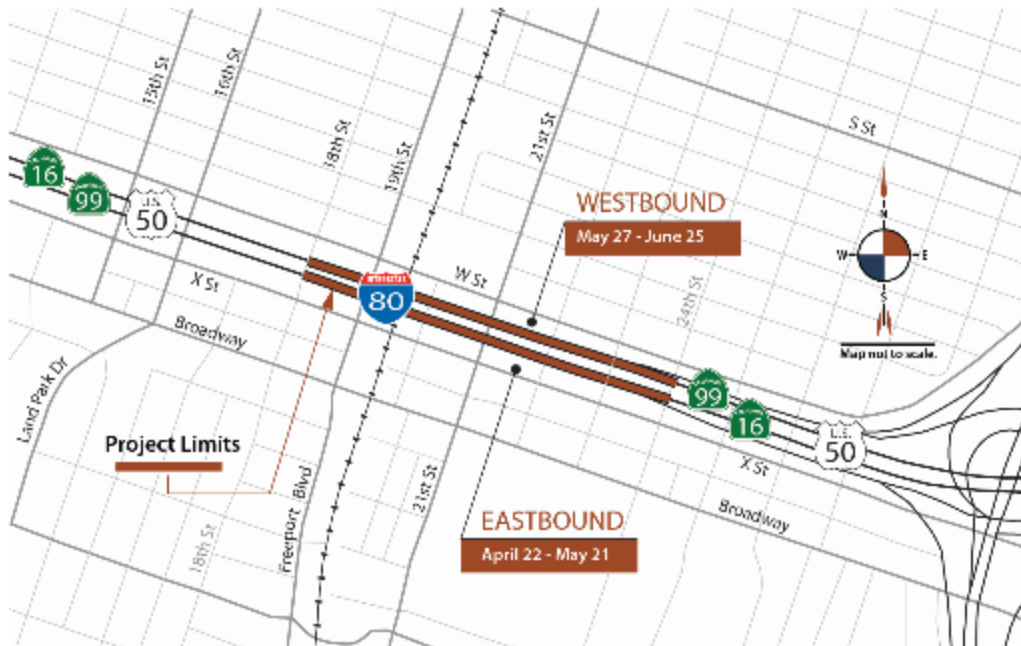 15th St
16th St
18th St
19th St
21st St
S St
16
99
U.S.
50
WESTBOUND
May 27 - June 25
N
W
E
S
Map not to scale.
X St
80
W St
24th St
Broadway
Land Park Dr
99
16
U.S.
50
Project Limits
X St
Broadway
Freeport Blvd
21st St
18th St
EASTBOUND
April 22 - May 21